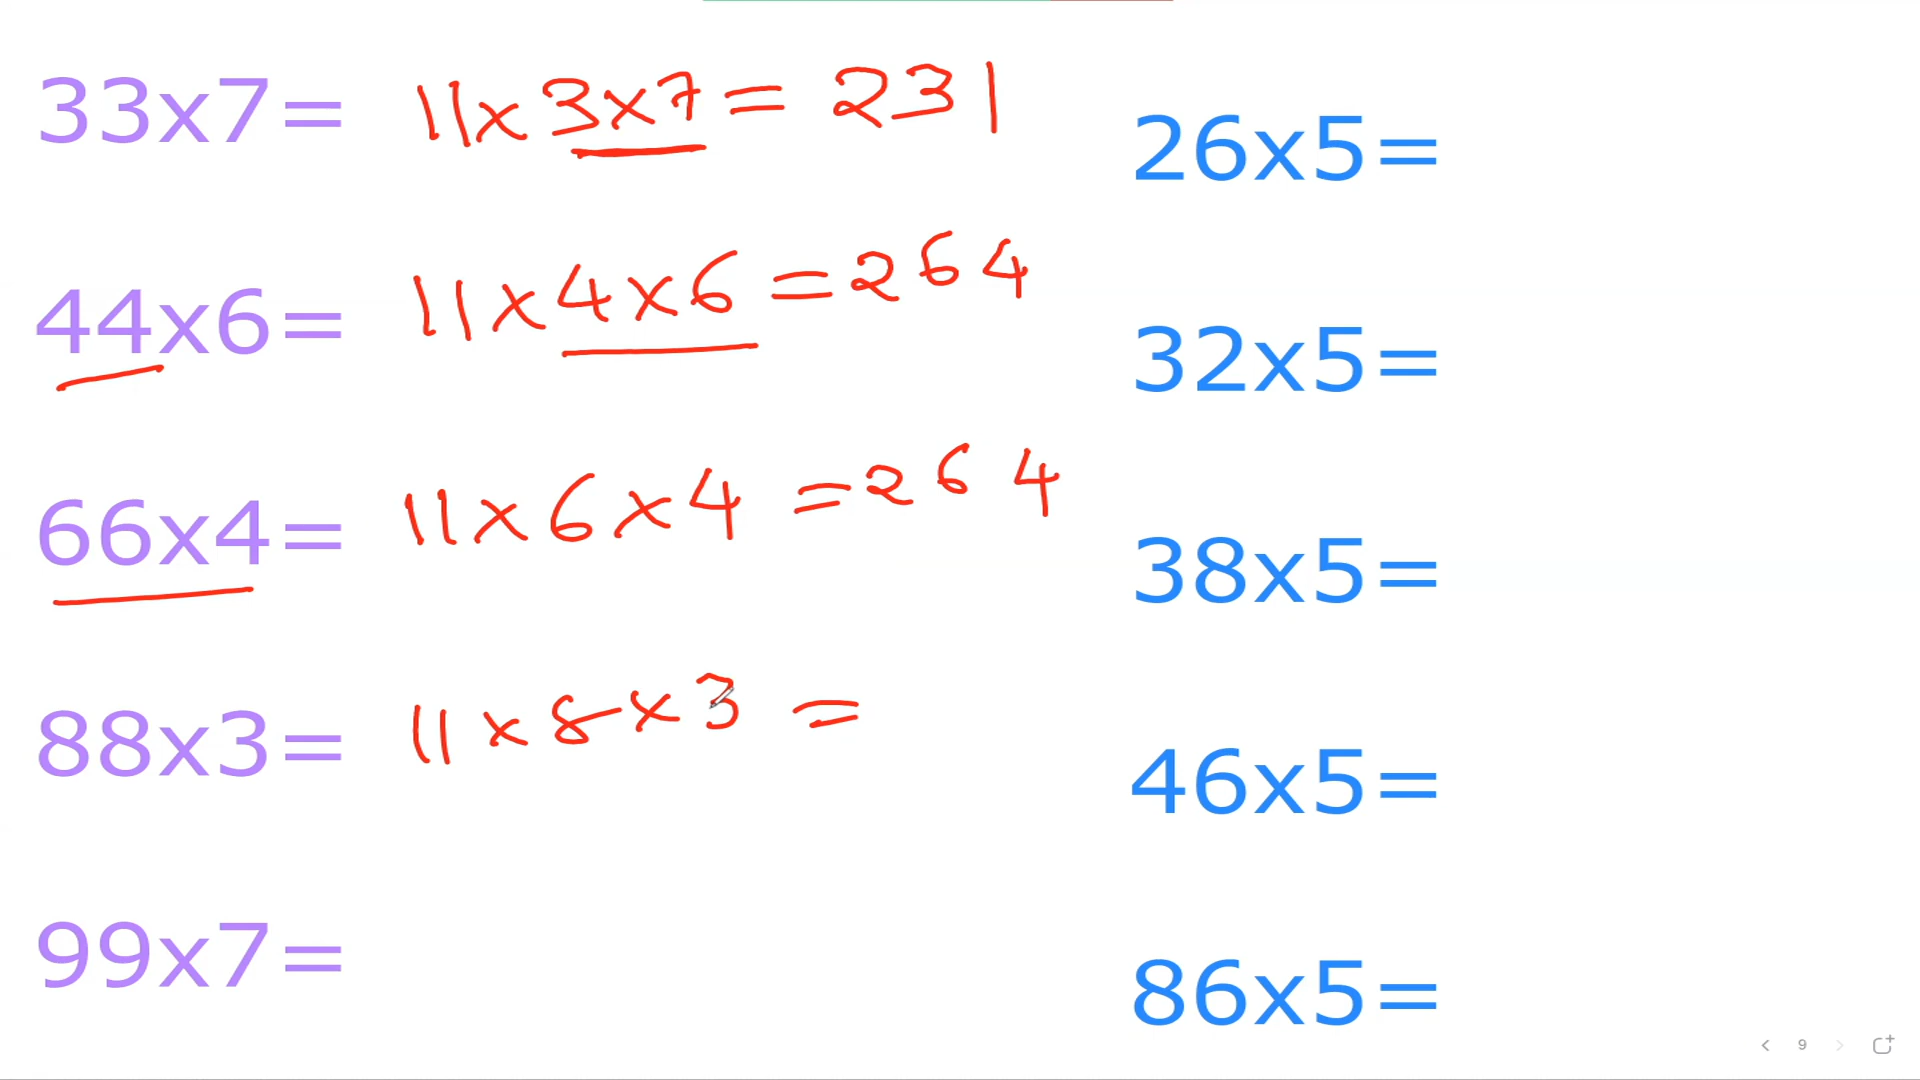 33x7= 11x3x7= 231
44x6= 11x4x6=264
66x4= 11x6x4 =264
88x3= 11x8x3 =
99x7=
26x5=
32x5=
38x5=
46x5=
86x5=
< 9 >